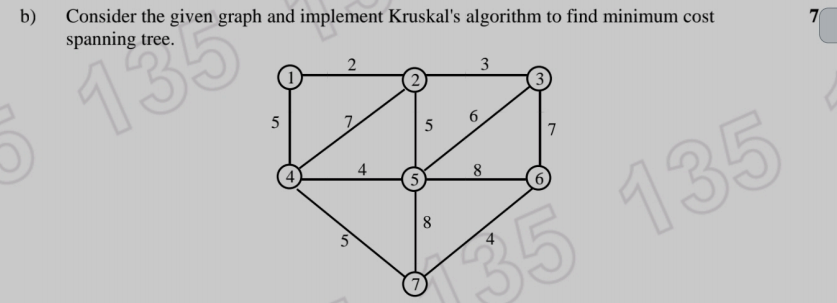 b) Consider the given graph and implement Kruskal's algorithm to find minimum cost 7
spanning tree.
2 3
1 2 3
5 7 5 6 7
4 8
4 5 6
8
5 4
7
135
135
135